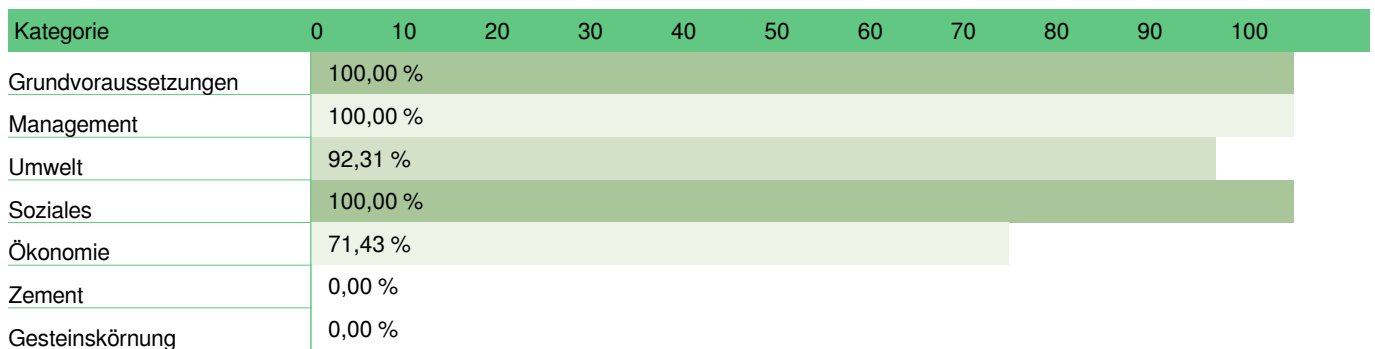 Kategorie 0 10 20 30 40 50 60 70 80 90 100
Grundvoraussetzungen 100,00 %
Management 100,00 %
Umwelt 92,31 %
Soziales 100,00 %
Ökonomie 71,43 %
Zement 0,00 %
Gesteinskörnung 0,00 %